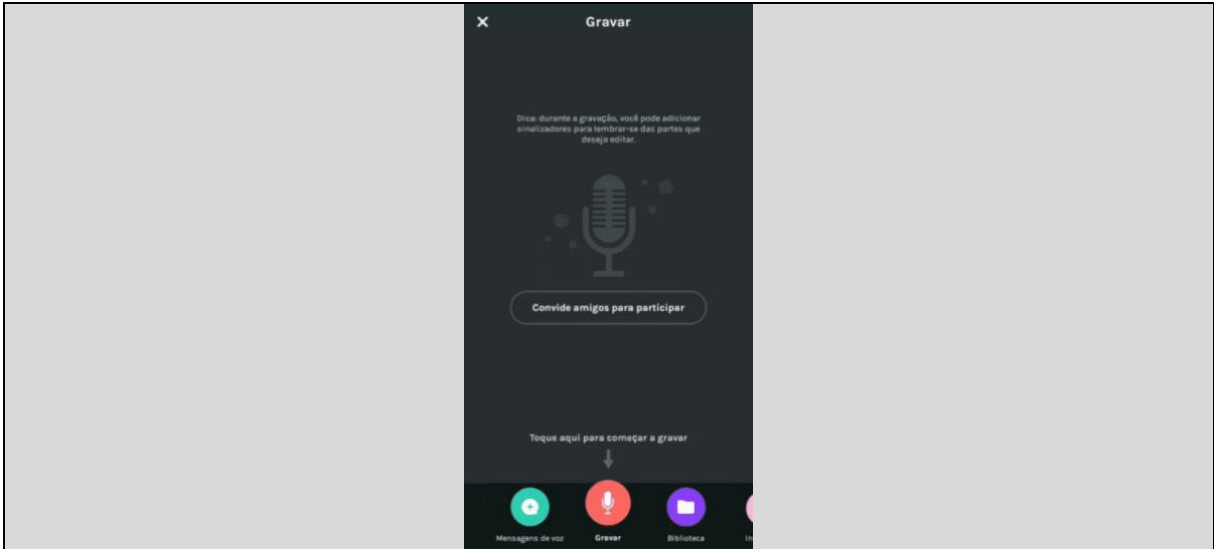 Gravar
Dica: durante a gravação, você pode adicionar
sinalizadores para lembrar-se das partes que
deseja editar.
Convide amigos para participar
Toque aqui para começar a gravar
Mensagens de voz
Gravar
Biblioteca
In